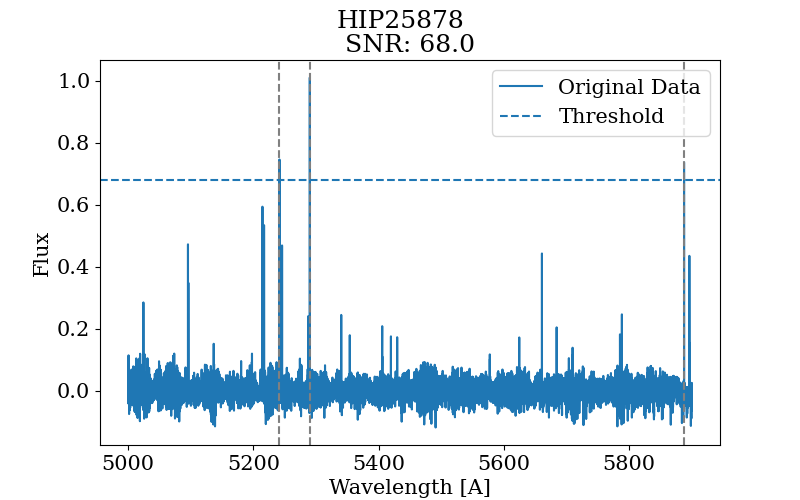 HIP25878
SNR: 68.0
Original Data
Threshold
1.0
0.8
0.6
0.4
0.2
0.0
Flux
5000 5200 5400 5600 5800
Wavelength [A]